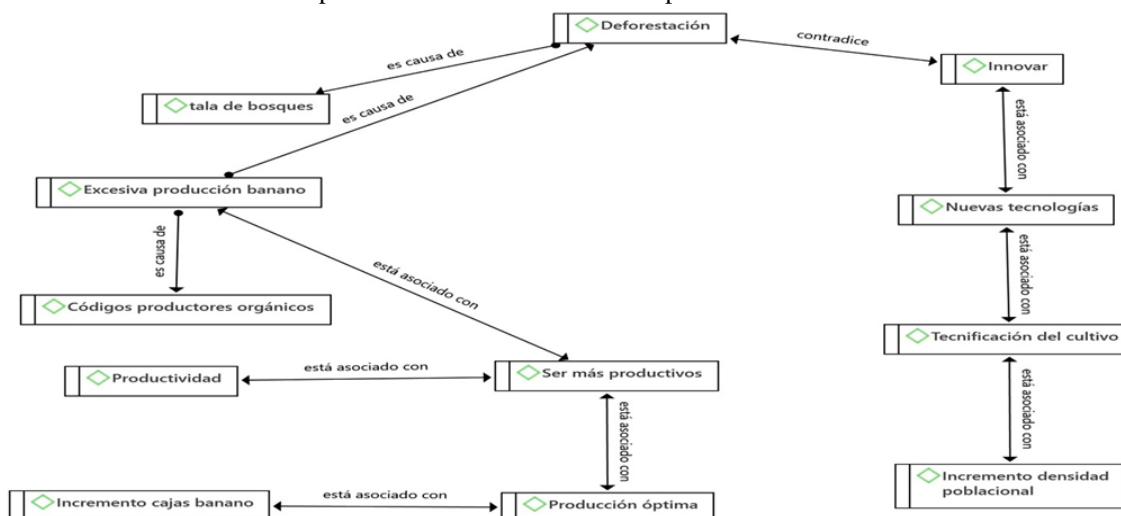 Deforestación
contradice
es causa de
Innovar
tala de bosques
es causa de
está asociado con
Excesiva producción banano
Nuevas tecnologías
es causa de
está asociado con
está asociado con
Códigos productores orgánicos
Tecnificación del cultivo
está asociado con
Productividad
Ser más productivos
está asociado con
está asociado con
Incremento densidad
poblacional
está asociado con
Incremento cajas banano
Producción óptima